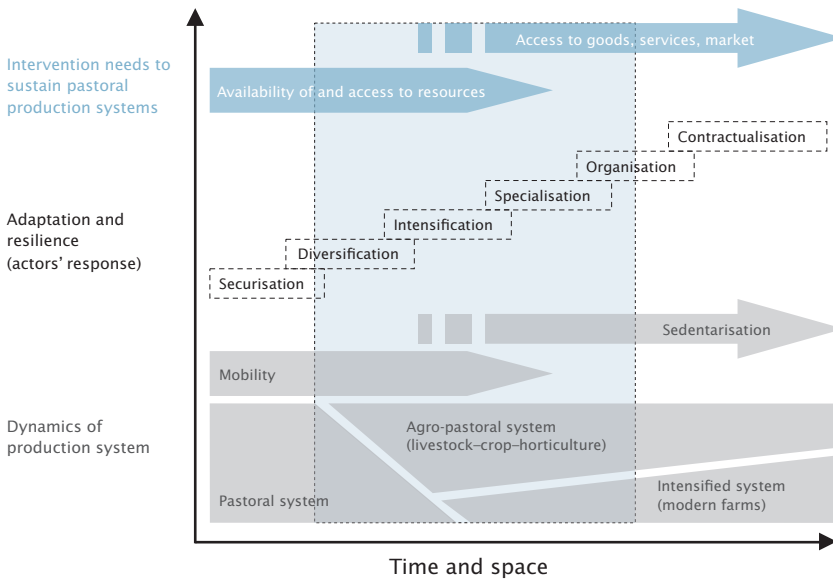 Intervention needs to
sustain pastoral
production systems
Access to goods, services, market
Availability of and access to resources
Adaptation and
resilience
(actors’ response)
Contractualisation
Organisation
Specialisation
Intensification
Diversification
Securisation
Sedentarisation
Mobility
Dynamics of
production system
Agro-pastoral system
(livestock–crop–horticulture)
Pastoral system
Intensified system
(modern farms)
Time and space